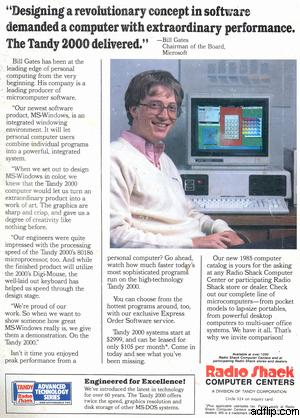 “Designing a revolutionary concept in software
demanded a computer with extraordinary performance.
The Tandy 2000 delivered.”
—Bill Gates
Chairman of the Board,
Microsoft
Bill Gates has been at the
leading edge of personal
computing from the very
beginning. His company is a
leading producer of
microcomputer software.
“Our newest software
product, MS-Windows, is an
integrated windowing
environment. It will let
personal computer users
combine individual programs
into a powerful, integrated
system.
“When we set out to design
MS-Windows in color, we
knew that the Tandy 2000
computer would let us turn an
extraordinary product into a
work of art. The graphics are
sharp and crisp, and gave us a
degree of creativity like
nothing before.
“Our engineers were quite
impressed with the processing
speed of the Tandy 2000's 80186
microprocessor, too. And while
the finished product will utilize
the 2000's Digi-Mouse, the
well-laid out keyboard has
helped us speed through the
design stage.
“We're proud of our
work. So when we want to
show someone how great
MS-Windows really is, we give
them a demonstration. On the
Tandy 2000.”
Isn't it time you enjoyed
peak performance from a
personal computer? Go ahead,
watch how much faster today's
most sophisticated programs
run on the high-technology
Tandy 2000.
You can choose from the
hottest programs around, too,
with our exclusive Express
Order Software service.
Tandy 2000 systems start
at $2999, and can be leased for
only $105 per month*. Come in
today and see what you've
been missing.
Our new 1985 computer
catalog is yours for the asking
at any Radio Shack Computer
Center or participating Radio
Shack store or dealer. Check
out our complete line of
microcomputers—from pocket
models to lapsize portables,
from powerful desktop
computers to multi-user office
systems. We have it all. That's
why we invite comparison!
TANDY
ADVANCED
TECHNOLOGY
SERIES
Engineered for Excellence!
We've introduced the latest in technology
for over 60 years. The Tandy 2000 offers
twice the speed, graphics resolution and
disk storage of other MS-DOS systems.
Available at over 1200
Radio Shack Computer Centers and at
participating Radio Shack stores and dealers
Radio Shack
COMPUTER CENTERS
A DIVISION OF TANDY CORPORATION
Circle 524 on inquiry card.
adflip.com